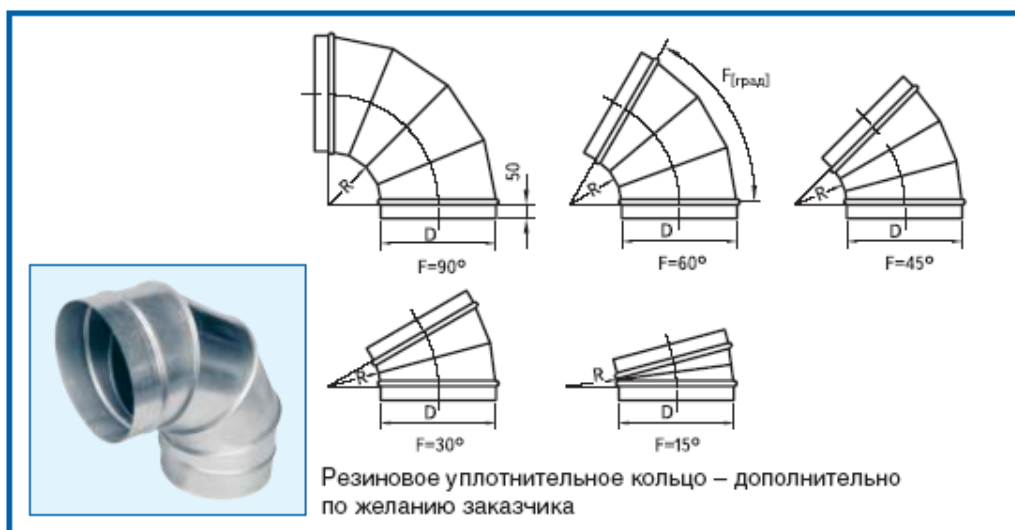 F[град]
50
R
D
F=90°
R
D
F=60°
R
D
F=45°
R
D
F=30°
R
D
F=15°
Резиновое уплотнительное кольцо – дополнительно
по желанию заказчика